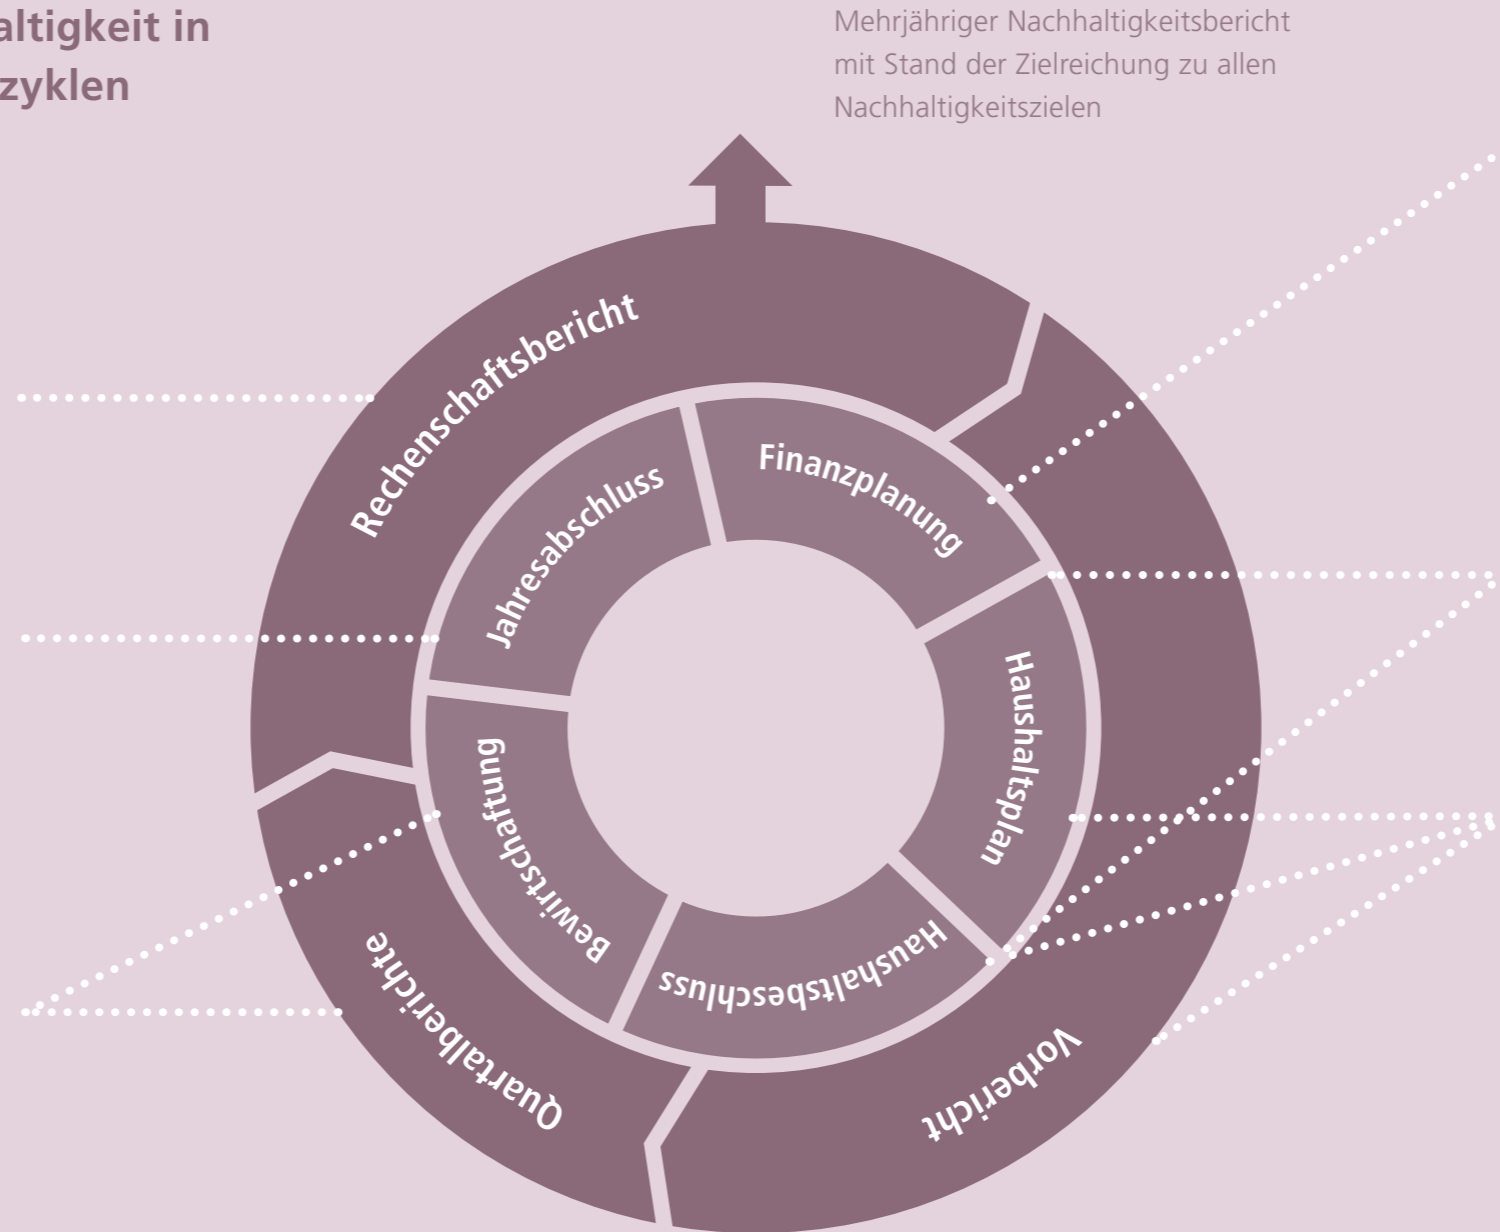 altigkeit in
zyklen
Mehrjähriger Nachhaltigkeitsbericht
mit Stand der Zielreichung zu allen
Nachhaltigkeitszielen
Rechenschaftsbericht
Jahresabschluss
Finanzplanung
Haushaltsplan
Haushaltsbeschluss
Bewirtschaftung
Quartalberichte
Vorbericht